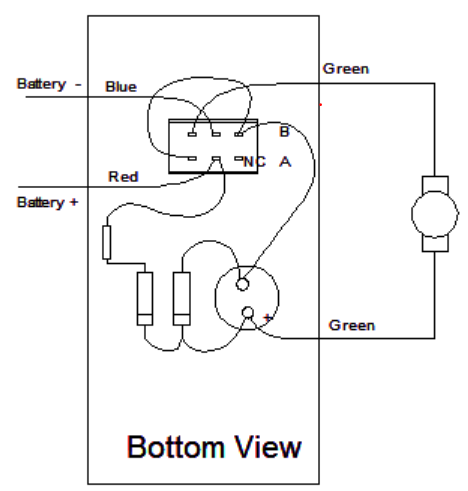 Green
Battery -
Blue
B
NC A
Red
Battery +
+
Green
Bottom View